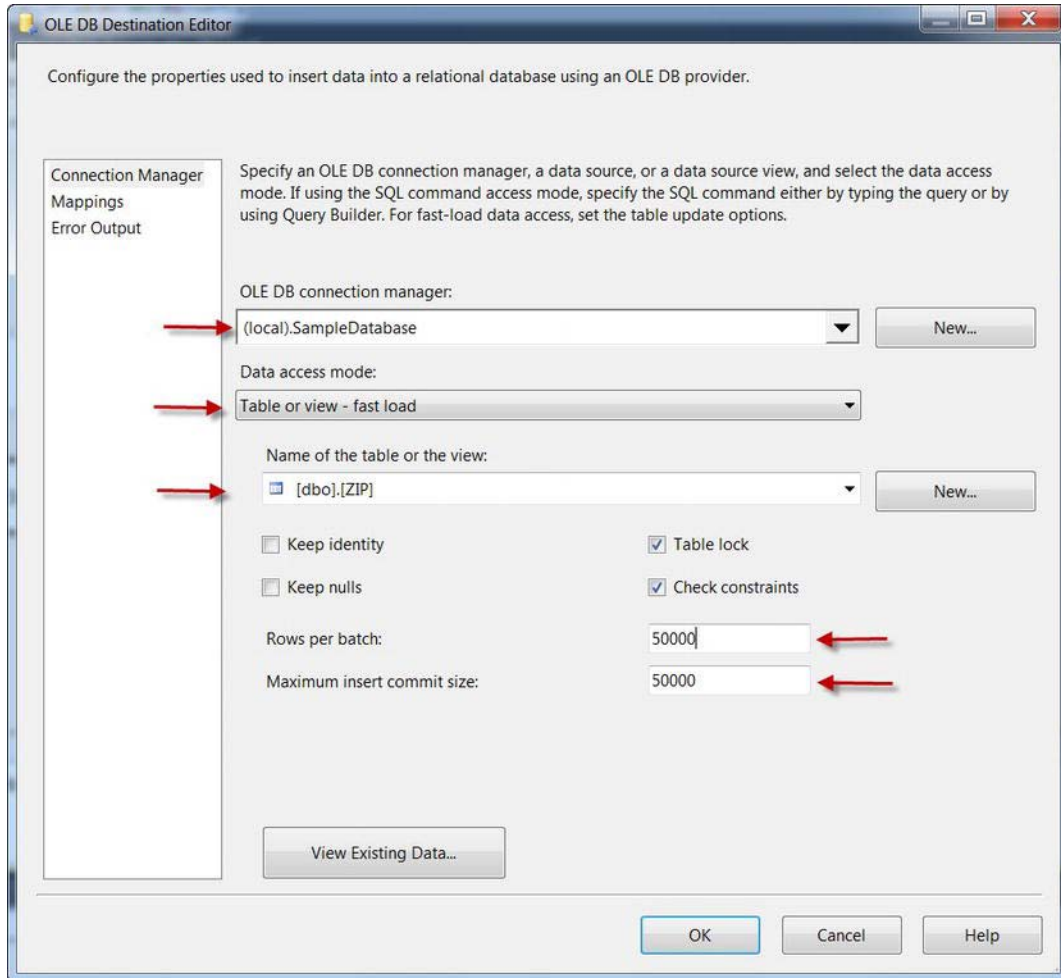 OLE DB Destination Editor
Configure the properties used to insert data into a relational database using an OLE DB provider.
Connection Manager
Mappings
Error Output
Specify an OLE DB connection manager, a data source, or a data source view, and select the data access
mode. If using the SQL command access mode, specify the SQL command either by typing the query or by
using Query Builder. For fast-load data access, set the table update options.
OLE DB connection manager:
(local).SampleDatabase
New...
Data access mode:
Table or view - fast load
Name of the table or the view:
[dbo].[ZIP]
New...
Keep identity
Table lock
Keep nulls
Check constraints
Rows per batch:
50000
Maximum insert commit size:
50000
View Existing Data...
OK
Cancel
Help